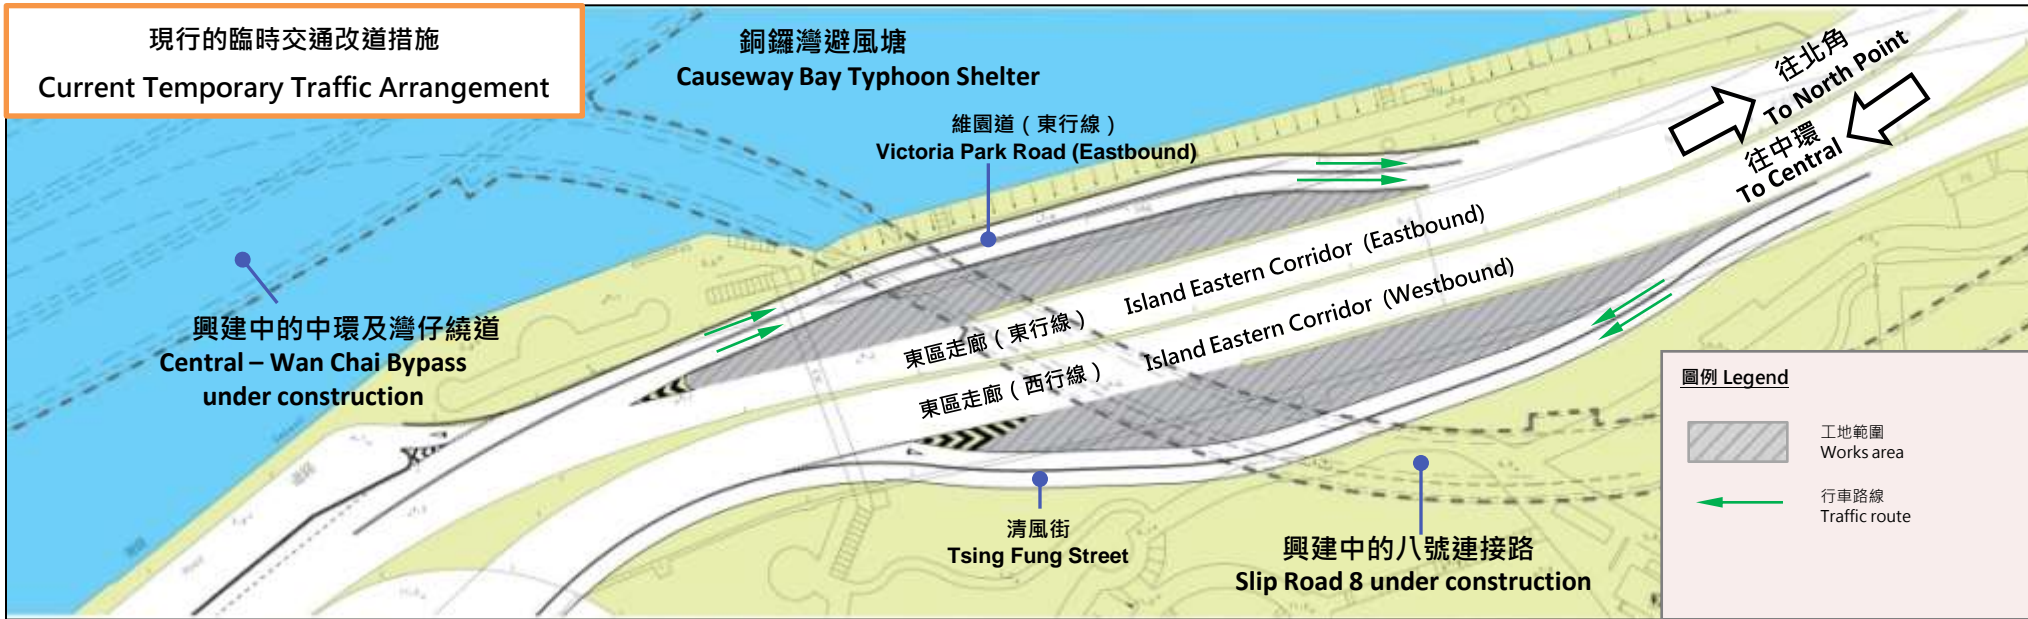 現行的臨時交通改道措施
Current Temporary Traffic Arrangement
銅鑼灣避風塘
Causeway Bay Typhoon Shelter
維園道（東行線）
Victoria Park Road (Eastbound)
往北角
To North Point
往中環
To Central
東區走廊（東行線） Island Eastern Corridor (Eastbound)
東區走廊（西行線） Island Eastern Corridor (Westbound)
興建中的中環及灣仔繞道
Central – Wan Chai Bypass
under construction
清風街
Tsing Fung Street
興建中的八號連接路
Slip Road 8 under construction
圖例 Legend
工地範圍
Works area
行車路線
Traffic route